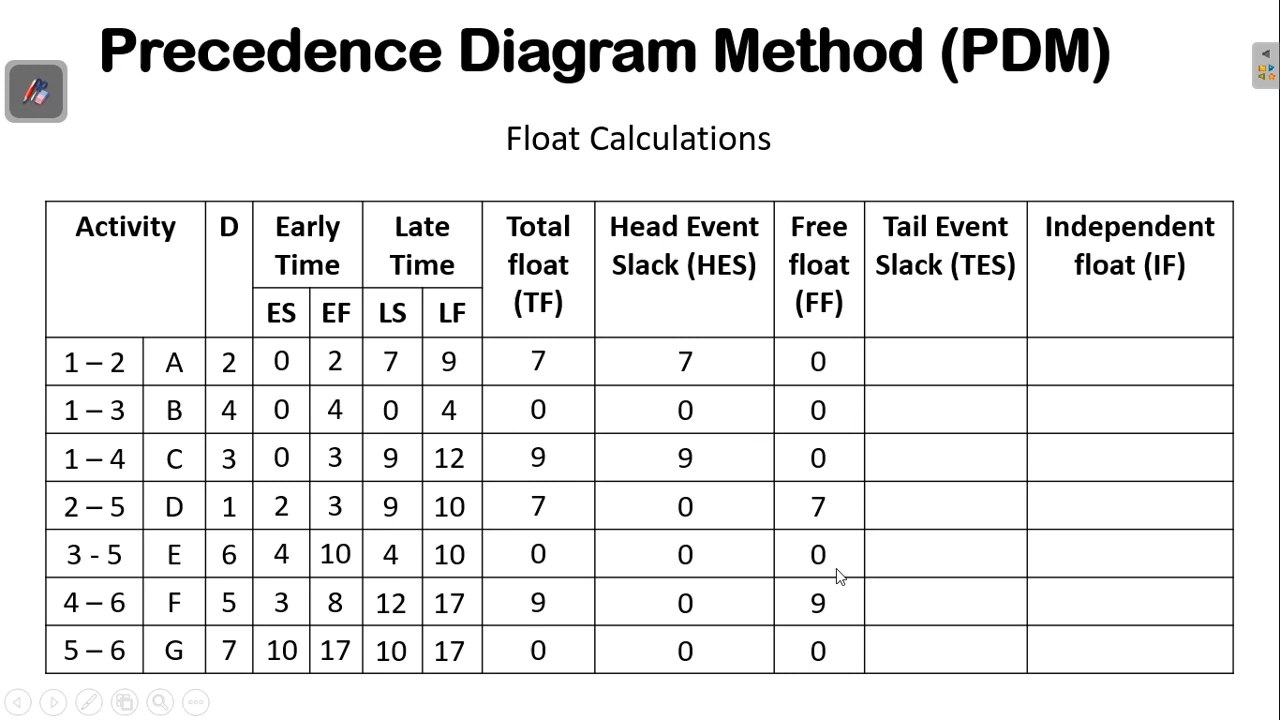 Precedence Diagram Method (PDM)
Float Calculations
Activity D Early Time Late Time Total float (TF) Head Event Slack (HES) Free float (FF) Tail Event Slack (TES) Independent float (IF)
ES EF LS LF
1 – 2 A 2 0 2 7 9 7 7 0
1 – 3 B 4 0 4 0 4 0 0 0
1 – 4 C 3 0 3 9 12 9 9 0
2 – 5 D 1 2 3 9 10 7 0 7
3 - 5 E 6 4 10 4 10 0 0 0
4 – 6 F 5 3 8 12 17 9 0 9
5 – 6 G 7 10 17 10 17 0 0 0